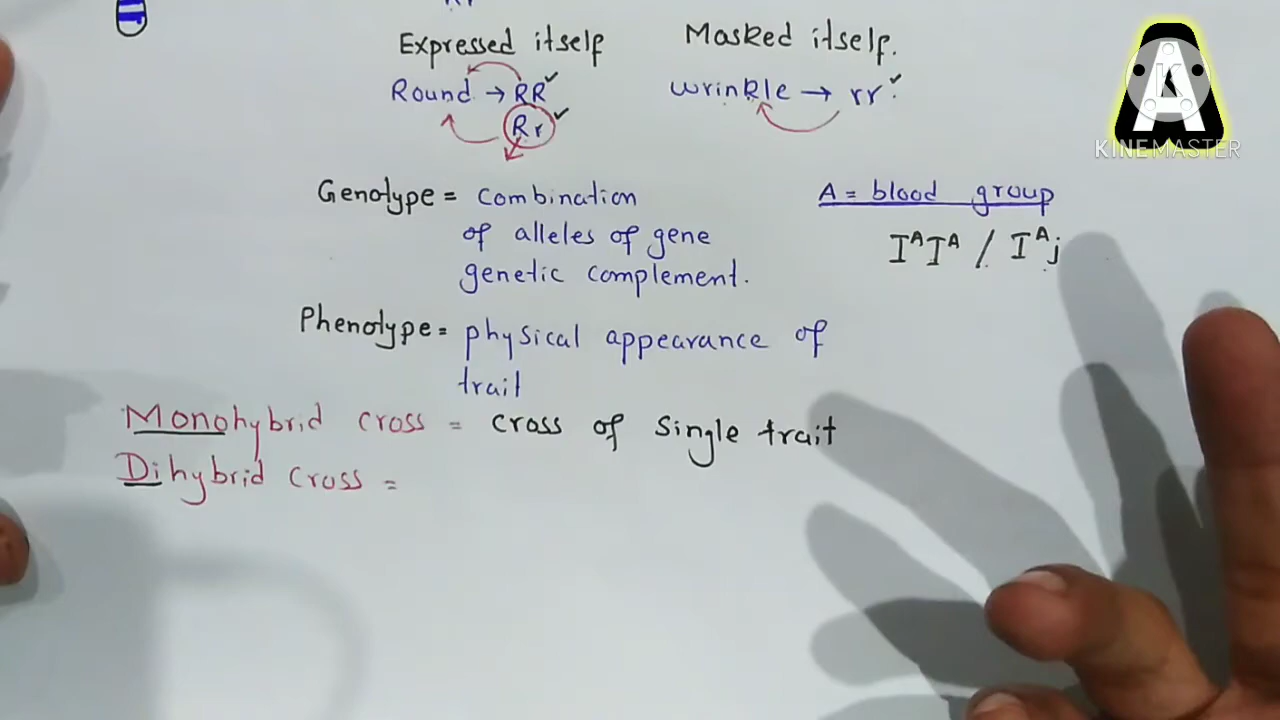 Expressed itself
Masked itself.
Round → RR ✓
wrinkle → rr ✓
Rr ✓
Genotype = combination
of alleles of gene
genetic complement.
A = blood group
IᴬIᴬ / Iᴬj
Phenotype = physical appearance of
trait
Monohybrid cross = cross of single trait
Dihybrid cross =
A
K
KINEMASTER